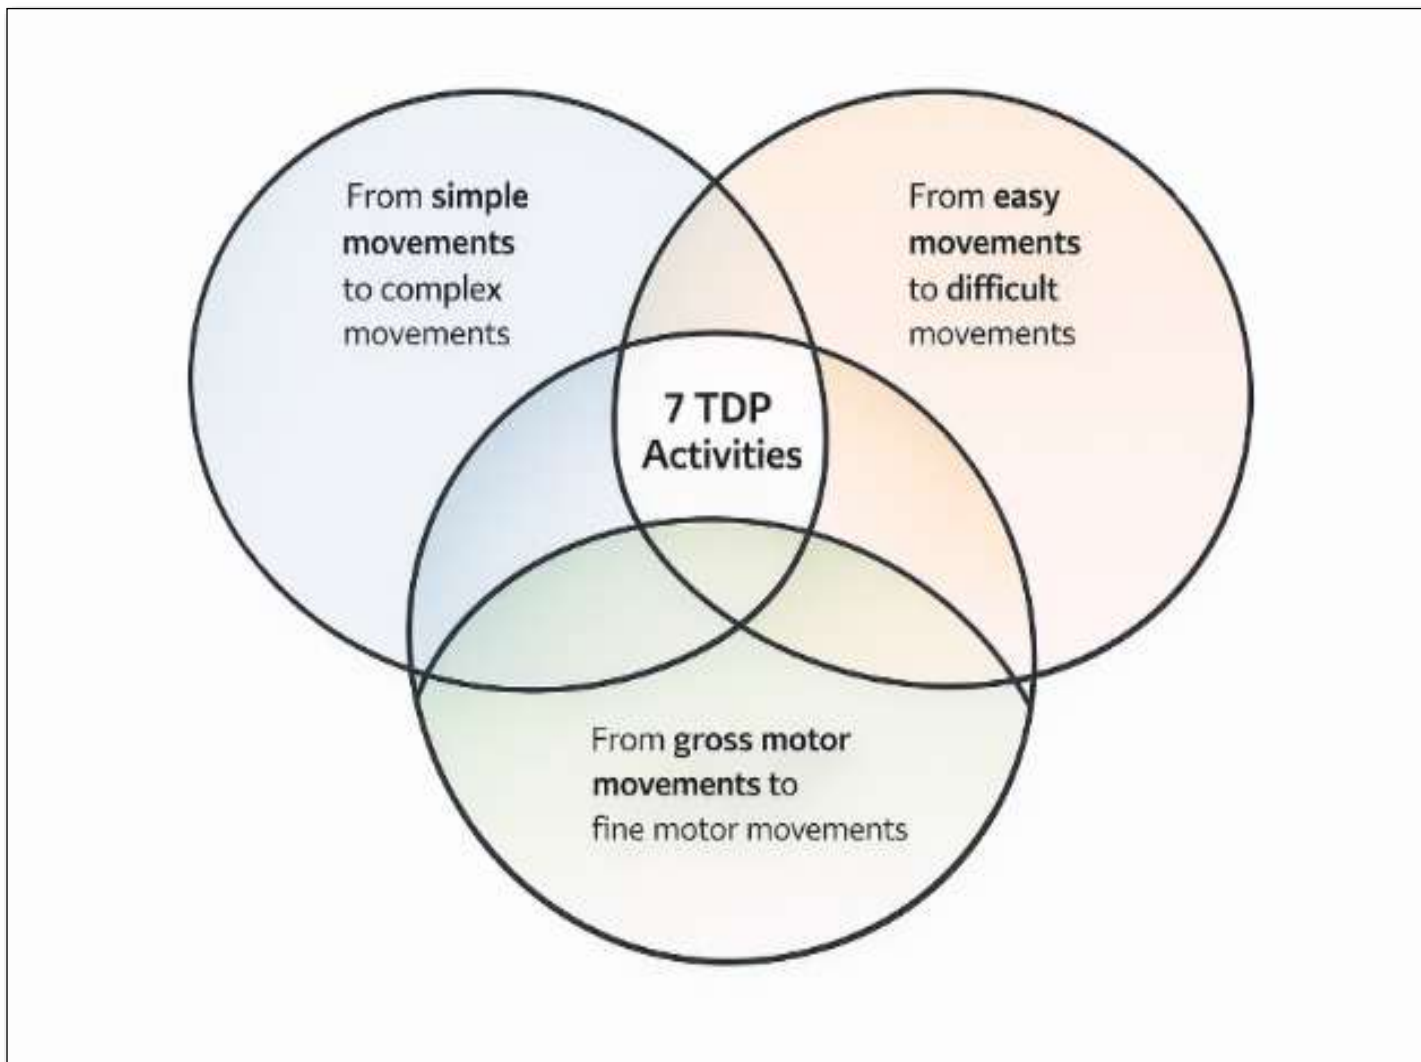 From simple
movements
to complex
movements
From easy
movements
to difficult
movements
7 TDP
Activities
From gross motor
movements to
fine motor movements